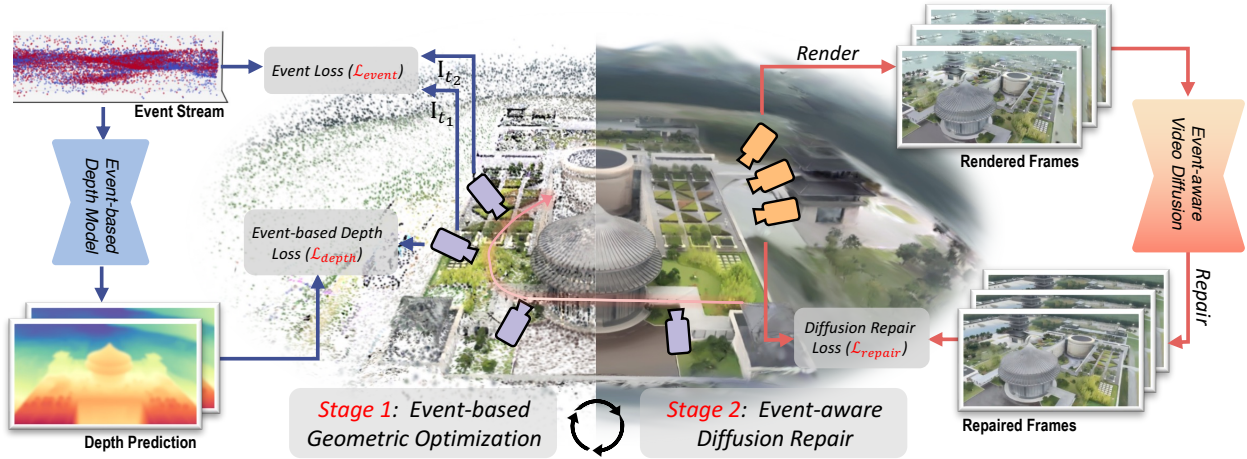 Event Stream
Event-based
Depth Model
Depth Prediction
Event Loss (ℒevent)
It2
It1
Event-based Depth
Loss (ℒdepth)
Stage 1: Event-based
Geometric Optimization
Render
Rendered Frames
Event-aware
Video Diffusion
Repair
Repaired Frames
Diffusion Repair
Loss (ℒrepair)
Stage 2: Event-aware
Diffusion Repair